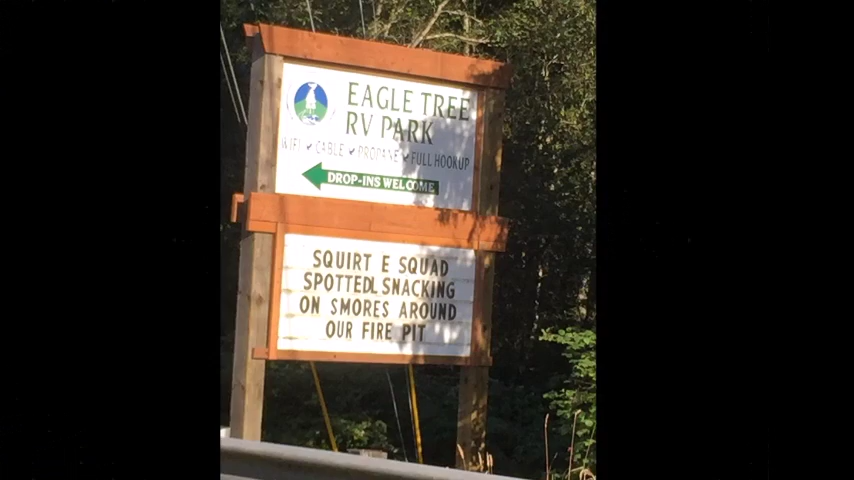 EAGLE TREE
RV PARK
WIFI ✔ CABLE ✔ PROPANE ✔ FULL HOOKUP
DROP-INS WELCOME
SQUIRT E SQUAD
SPOTTEDL SNACKING
ON SMORES AROUND
OUR FIRE PIT